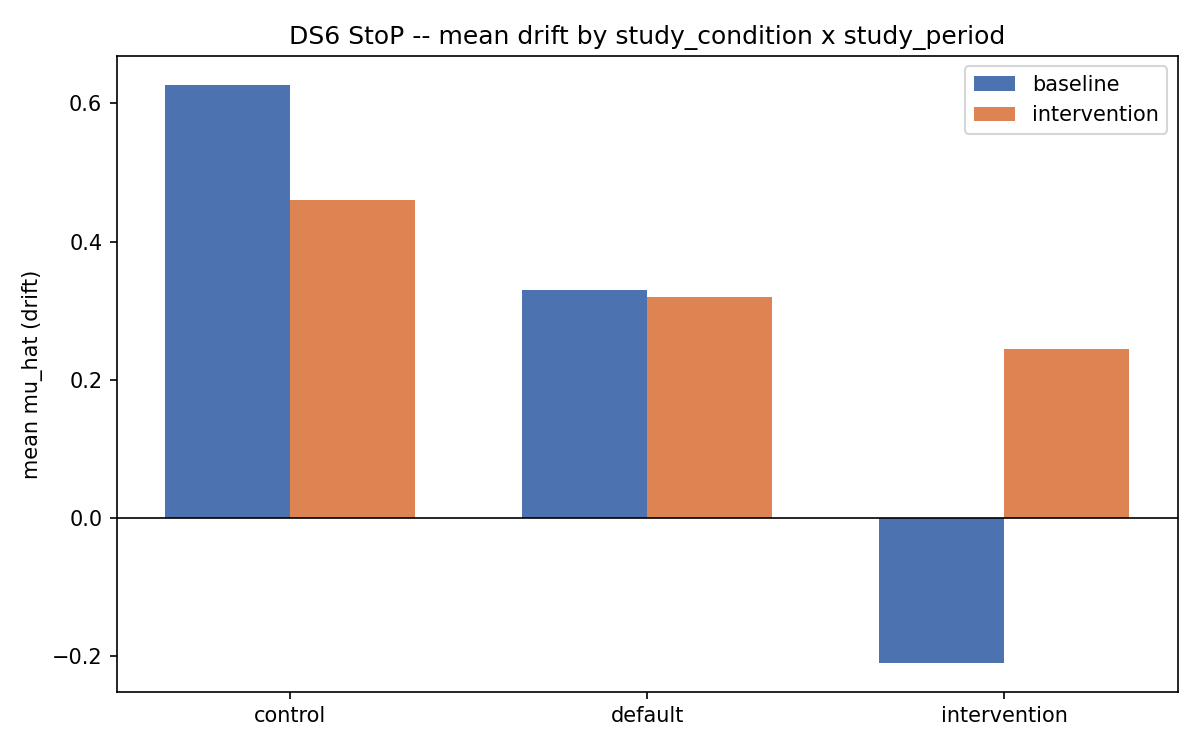 DS6 StoP -- mean drift by study_condition x study_period
baseline
intervention
mean mu_hat (drift)
0.6
0.4
0.2
0.0
−0.2
control
default
intervention